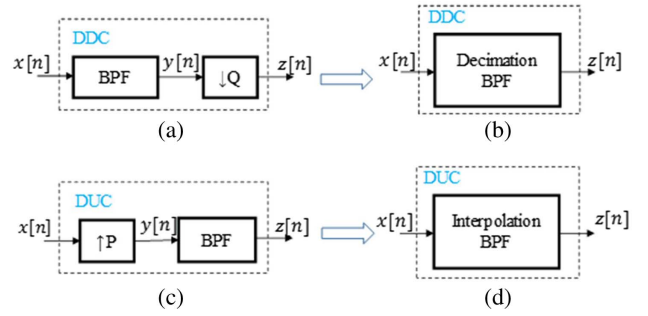 DDC
x[n]
BPF
y[n]
↓Q
z[n]
(a)
DDC
x[n]
Decimation
BPF
z[n]
(b)
DUC
x[n]
↑P
y[n]
BPF
z[n]
(c)
DUC
x[n]
Interpolation
BPF
z[n]
(d)